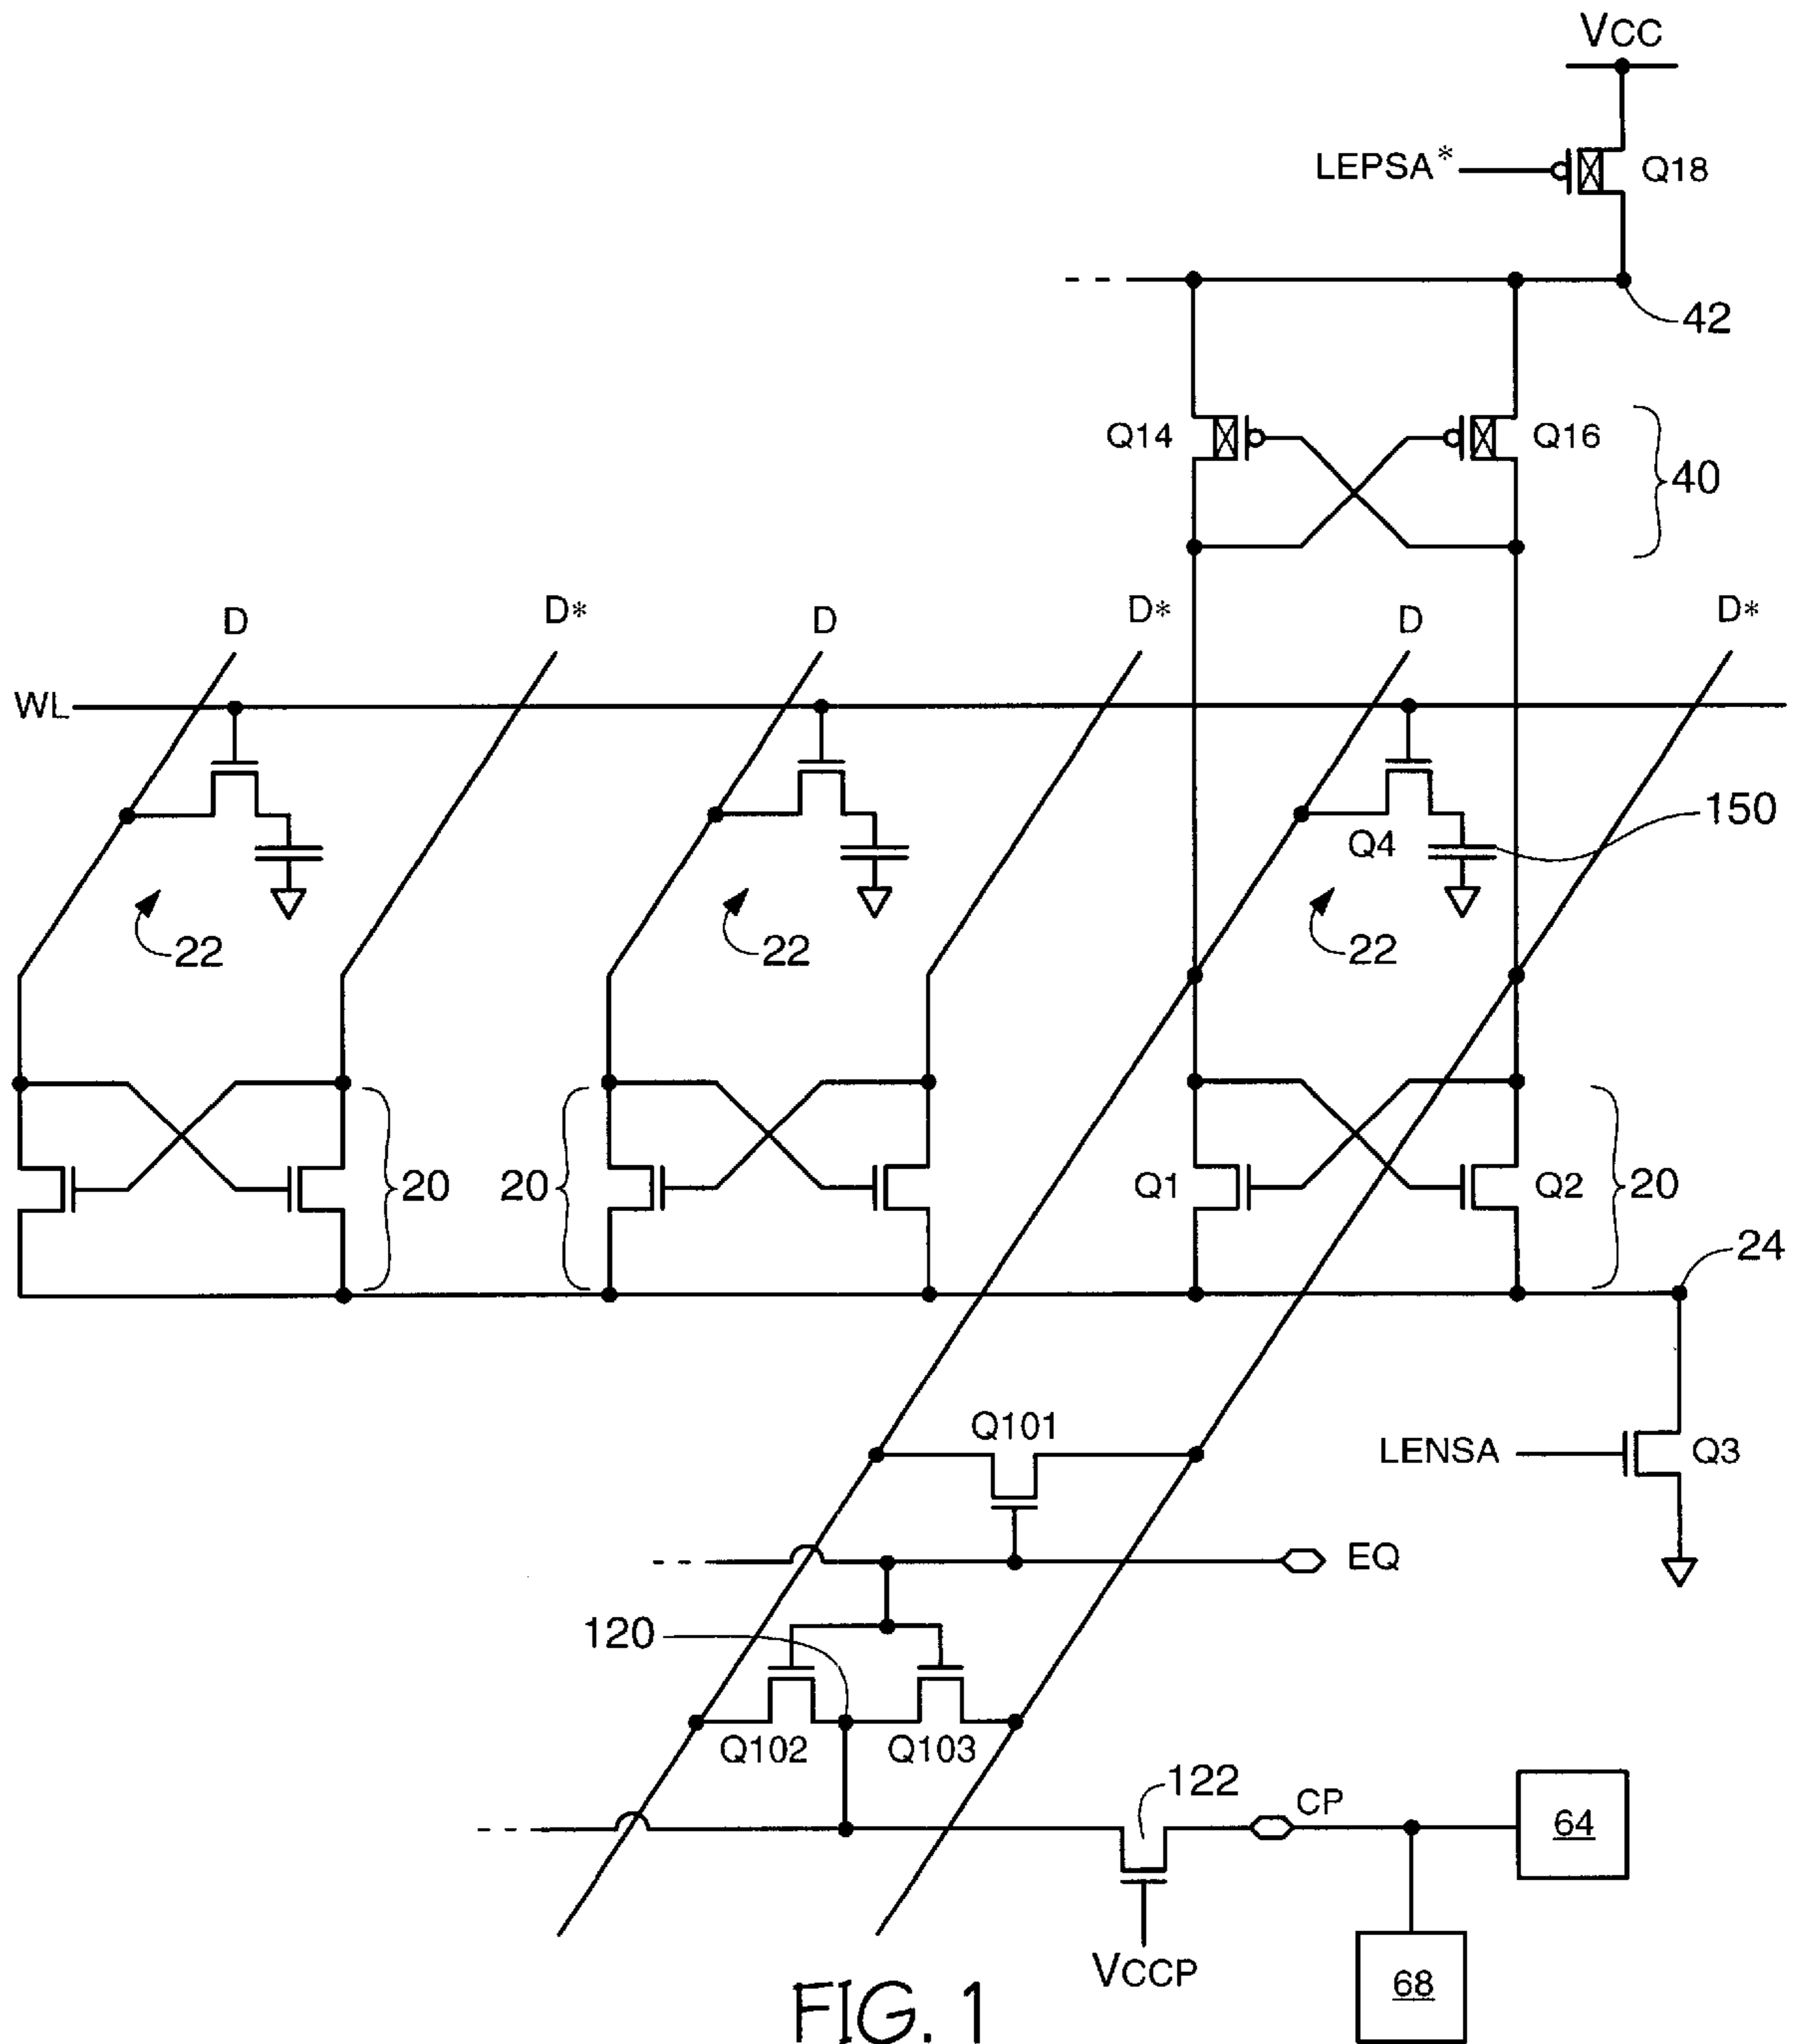 VCC
LEPSA* Q18
42
Q14 Q16
40
D D* D D* D D*
WL
150
Q4
22 22 22
20 20 Q1 Q2 20
24
Q101
LENSA Q3
EQ
120
Q102 Q103
122
CP
64
VCCP
68
FIG. 1